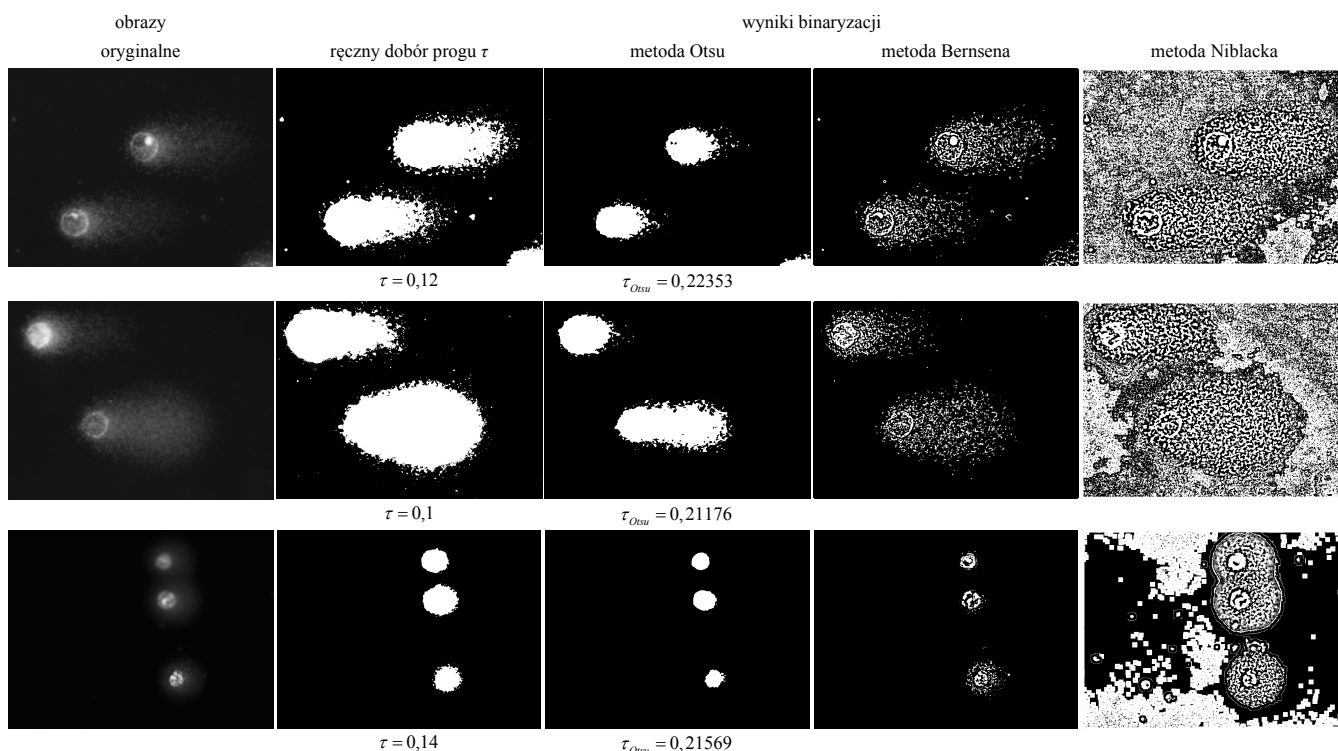 obrazy
wyniki binaryzacji
oryginalne
ręczny dobór progu τ
metoda Otsu
metoda Bernsena
metoda Niblacka
τ = 0,12
τ_Otsu = 0,22353
τ = 0,1
τ_Otsu = 0,21176
τ = 0,14
τ_Otsu = 0,21569